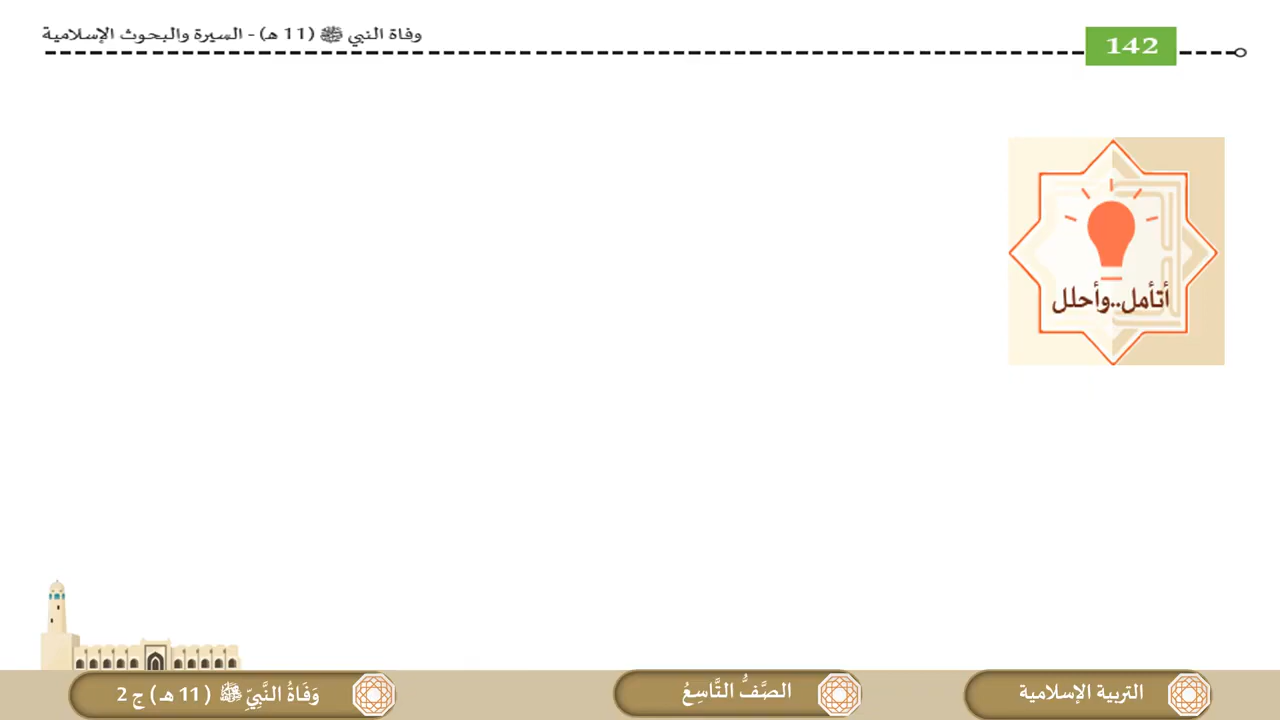 142
وفاة النبي ﷺ (11 هـ) - السيرة والبحوث الإسلامية
أتأمل..وأحلل
التربية الإسلامية
الصَّفُّ التَّاسِعُ
وَفَاةُ النَّبِيِّ ﷺ ( 11 هـ ) ج 2